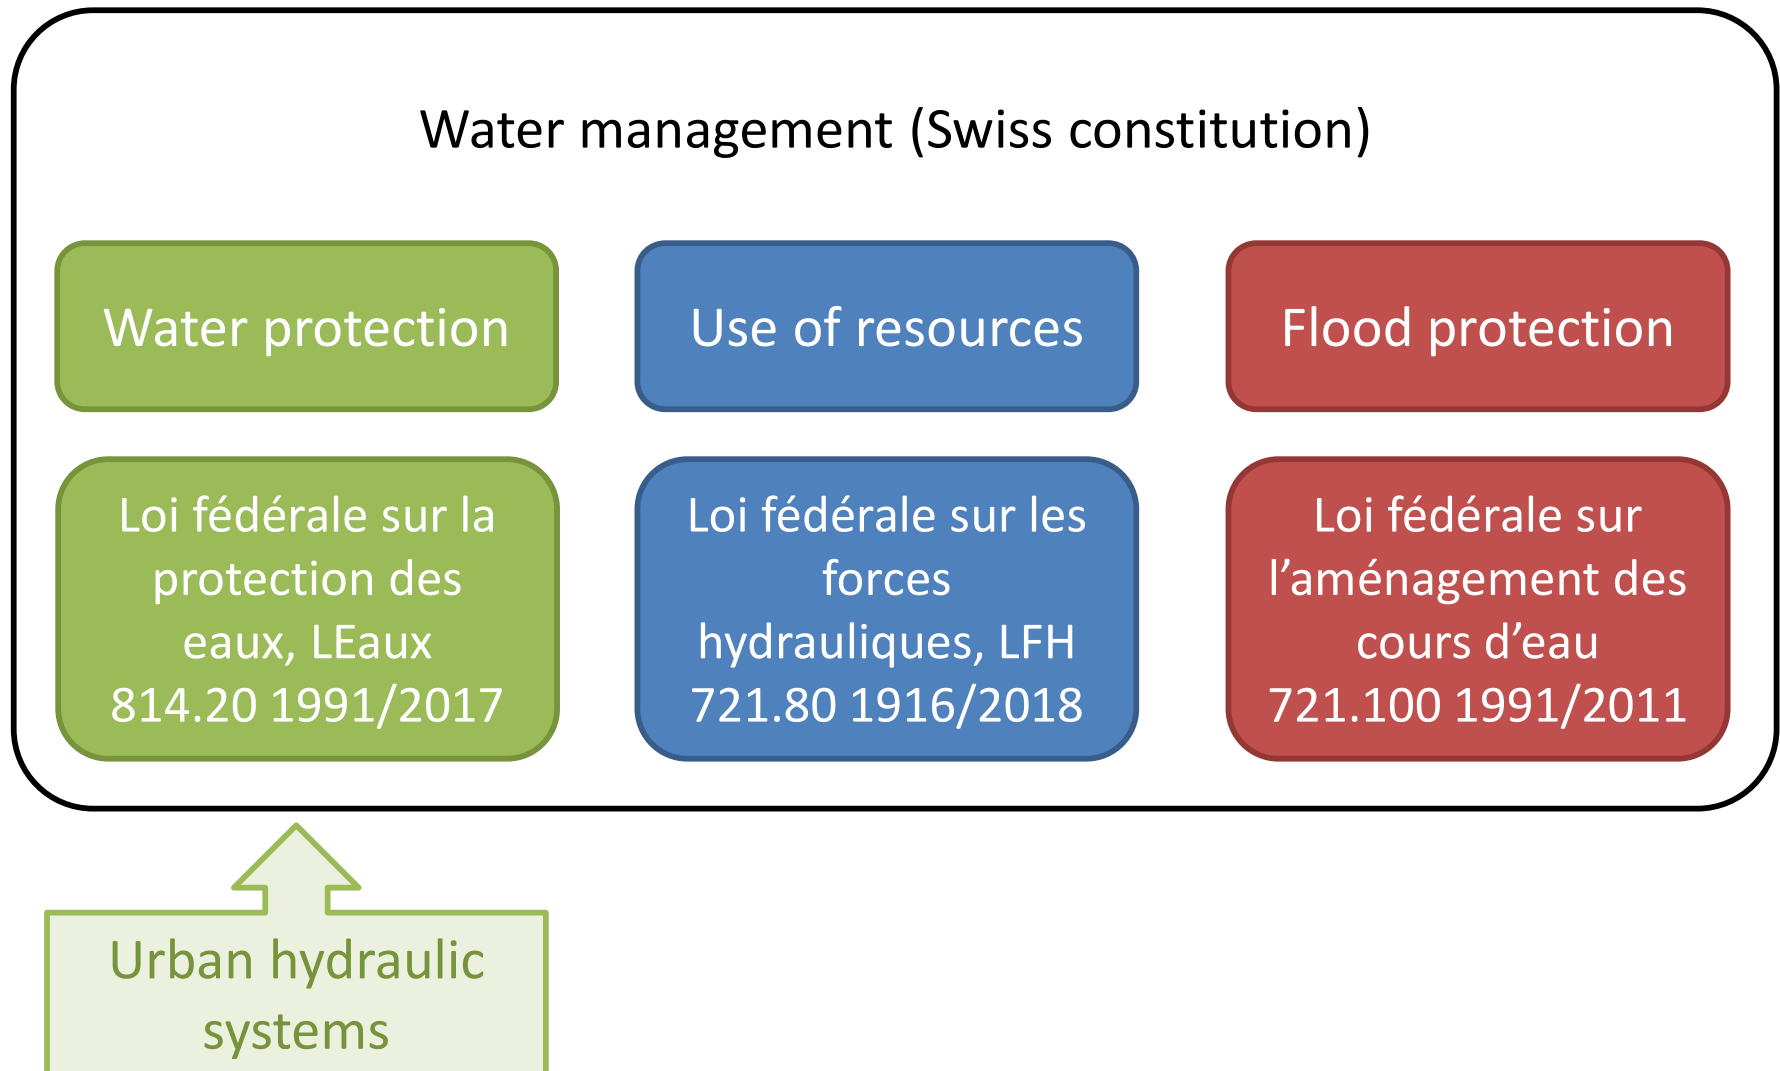 Water management (Swiss constitution)
Water protection
Use of resources
Flood protection
Loi fédérale sur la
protection des
eaux, LEaux
814.20 1991/2017
Loi fédérale sur les
forces
hydrauliques, LFH
721.80 1916/2018
Loi fédérale sur
l’aménagement des
cours d’eau
721.100 1991/2011
Urban hydraulic
systems